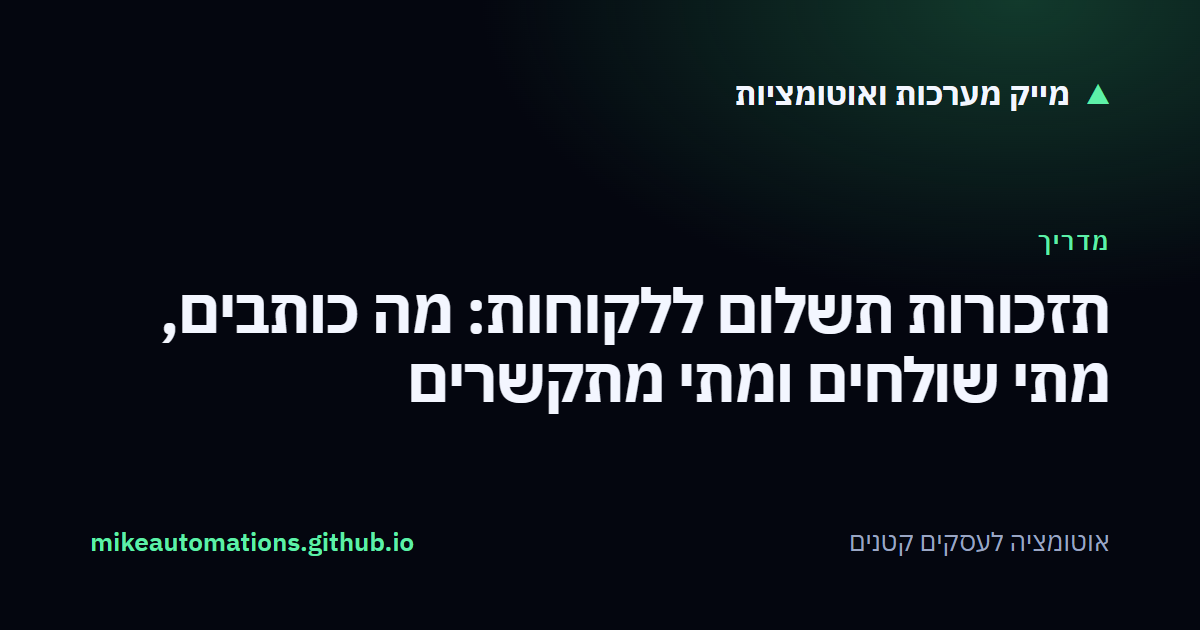 מייק מערכות ואוטומציות
מדריך
תזכורות תשלום ללקוחות: מה כותבים,
מתי שולחים ומתי מתקשרים
אוטומציה לעסקים קטנים
mikeautomations.github.io